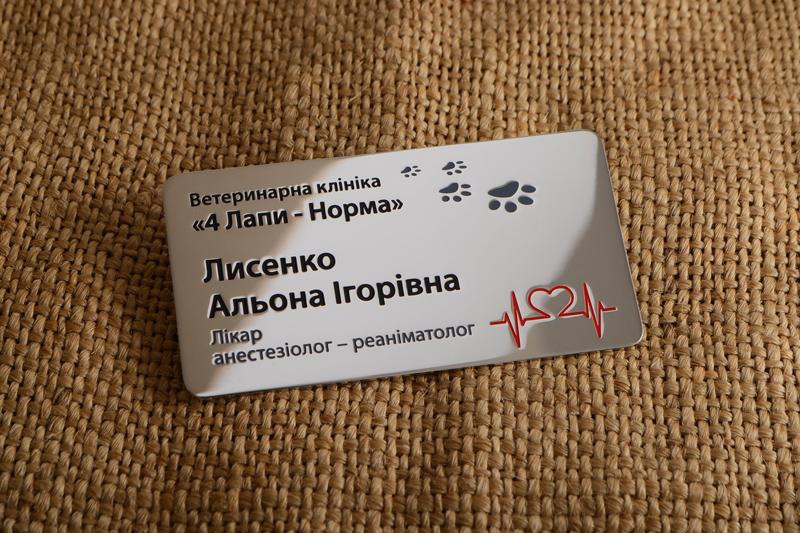 Ветеринарна клініка
«4 Лапи - Норма»
Лисенко
Альона Ігорівна
Лікар
анестезіолог – реаніматолог